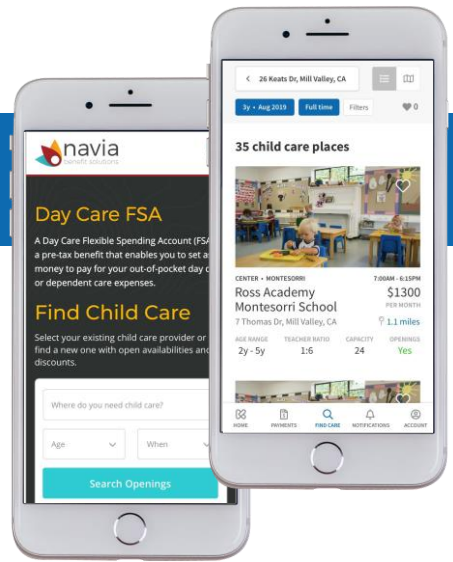 navia
benefit solutions
Day Care FSA
A Day Care Flexible Spending Account (FSA
a pre-tax benefit that enables you to set a
money to pay for your out-of-pocket day
or dependent care expenses.
Find Child Care
Select your existing child care provider or
find a new one with open availabilities and
discounts.
Where do you need child care?
Age When
Search Openings
26 Keats Dr, Mill Valley, CA
3y • Aug 2019 Full time Filters 0
35 child care places
CENTER • MONTESSORI 7:00AM - 6:15PM
Ross Academy $1300
Montesorri School PER MONTH
7 Thomas Dr, Mill Valley, CA 1.1 miles
AGE RANGE TEACHER RATIO CAPACITY OPENINGS
2y - 5y 1:6 24 Yes
HOME PAYMENTS FIND CARE NOTIFICATIONS ACCOUNT